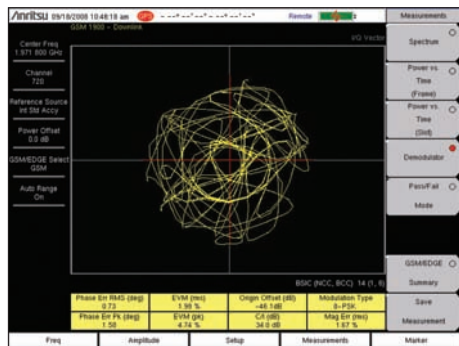 Anritsu 09/18/2008 10:48:18 am
Remote
Measurements
GSM 1900 - Downlink
I/Q Vector
Center Freq
1.971 800 GHz
Channel
720
Reference Source
Int Std Accy
Power Offset
0.0 dB
GSM/EDGE Select
GSM
Auto Range
On
Spectrum
Power vs.
Time
(Frame)
Power vs.
Time
(Slot)
Demodulator
Pass/Fail
Mode
GSM/EDGE
Summary
Save
Measurement
BSIC (NCC, BCC) 14 (1, 6)
Phase Err RMS (deg) EVM (rms) Origin Offset (dB) Modulation Type
0.73 1.98 % -46.1dB 8-PSK
Phase Err Pk (deg) EVM (pk) C/I (dB) Mag Err (rms)
1.58 4.74 % 34.0 dB 1.67 %
Freq Amplitude Setup Measurements Marker